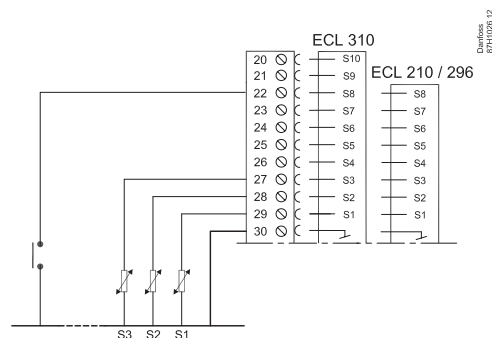 Danfoss
87H1026.12
ECL 310
ECL 210 / 296
20 S10
21 S9
22 S8 S8
23 S7 S7
24 S6 S6
25 S5 S5
26 S4 S4
27 S3 S3
28 S2 S2
29 S1 S1
30
S3 S2 S1